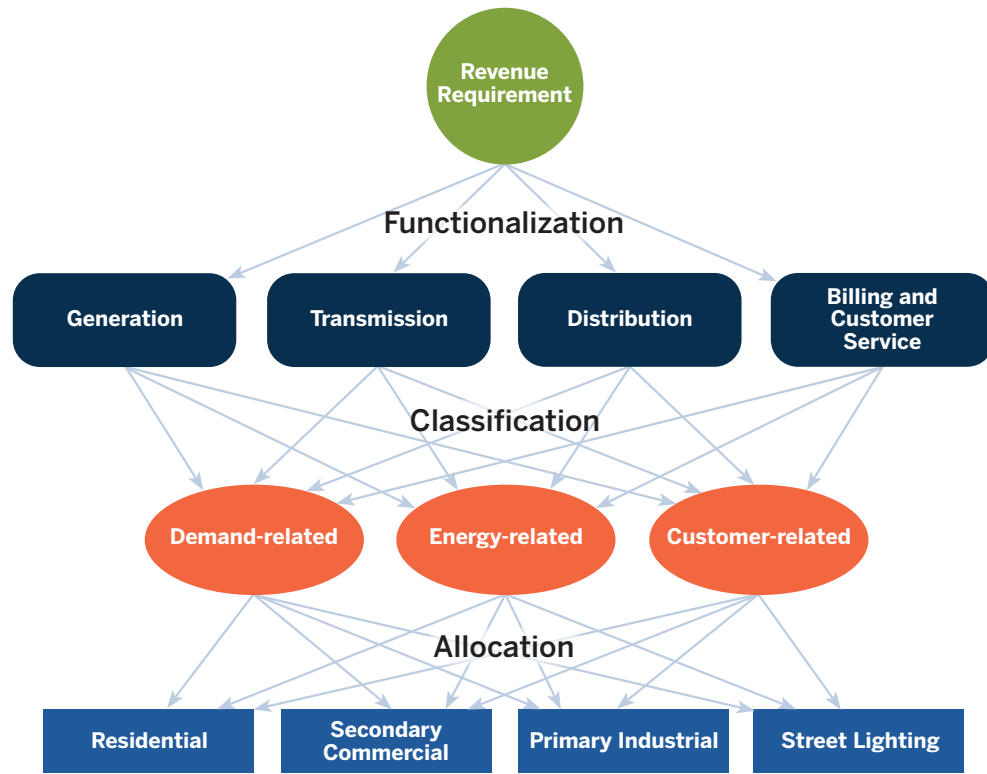 Revenue
Requirement
Functionalization
Generation
Transmission
Distribution
Billing and
Customer
Service
Classification
Demand-related
Energy-related
Customer-related
Allocation
Residential
Secondary
Commercial
Primary Industrial
Street Lighting